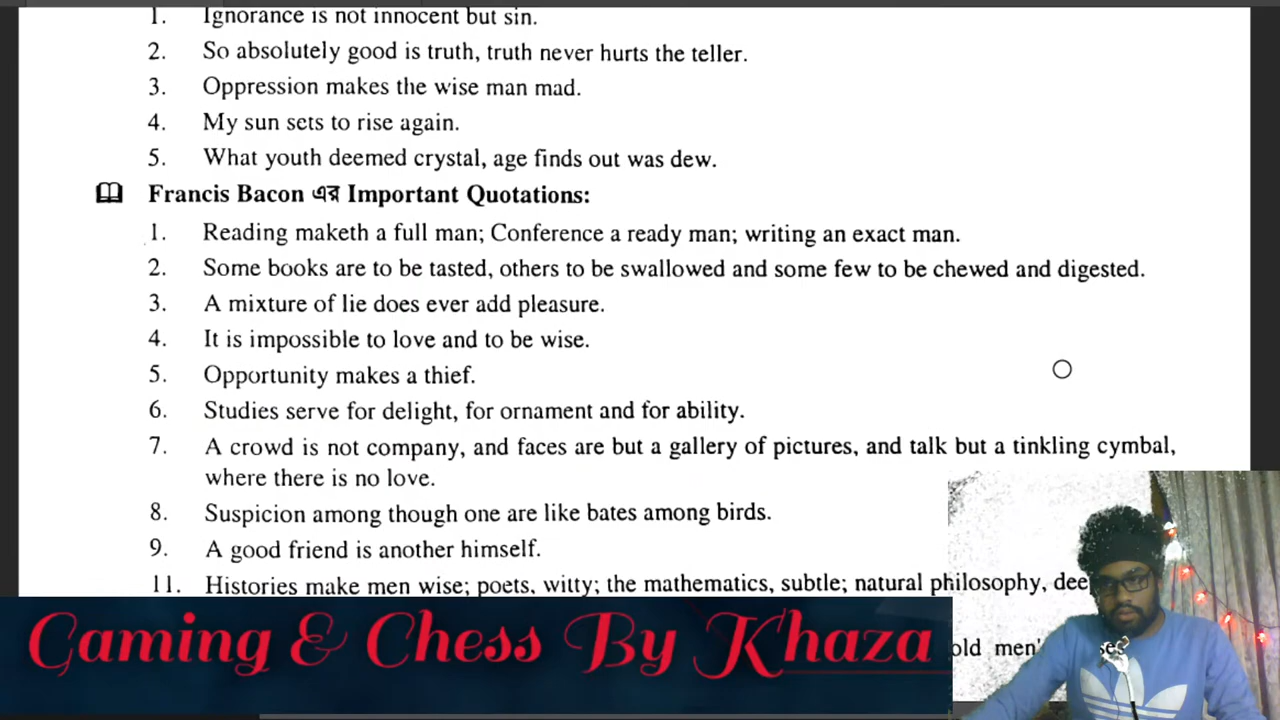 1. Ignorance is not innocent but sin.
2. So absolutely good is truth, truth never hurts the teller.
3. Oppression makes the wise man mad.
4. My sun sets to rise again.
5. What youth deemed crystal, age finds out was dew.
Francis Bacon এর Important Quotations:
1. Reading maketh a full man; Conference a ready man; writing an exact man.
2. Some books are to be tasted, others to be swallowed and some few to be chewed and digested.
3. A mixture of lie does ever add pleasure.
4. It is impossible to love and to be wise.
5. Opportunity makes a thief.
6. Studies serve for delight, for ornament and for ability.
7. A crowd is not company, and faces are but a gallery of pictures, and talk but a tinkling cymbal,
where there is no love.
8. Suspicion among though one are like bates among birds.
9. A good friend is another himself.
11. Histories make men wise; poets, witty; the mathematics, subtle; natural philosophy,
Gaming & Chess By Khaza
old